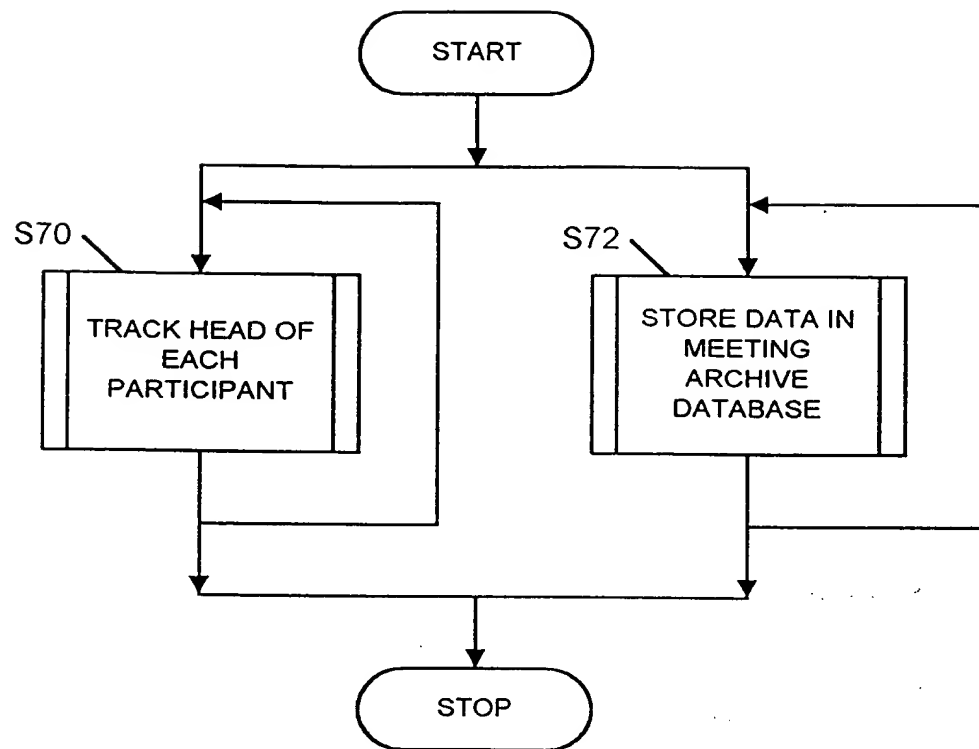 START
S70
S72
TRACK HEAD OF
EACH
PARTICIPANT
STORE DATA IN
MEETING
ARCHIVE
DATABASE
STOP